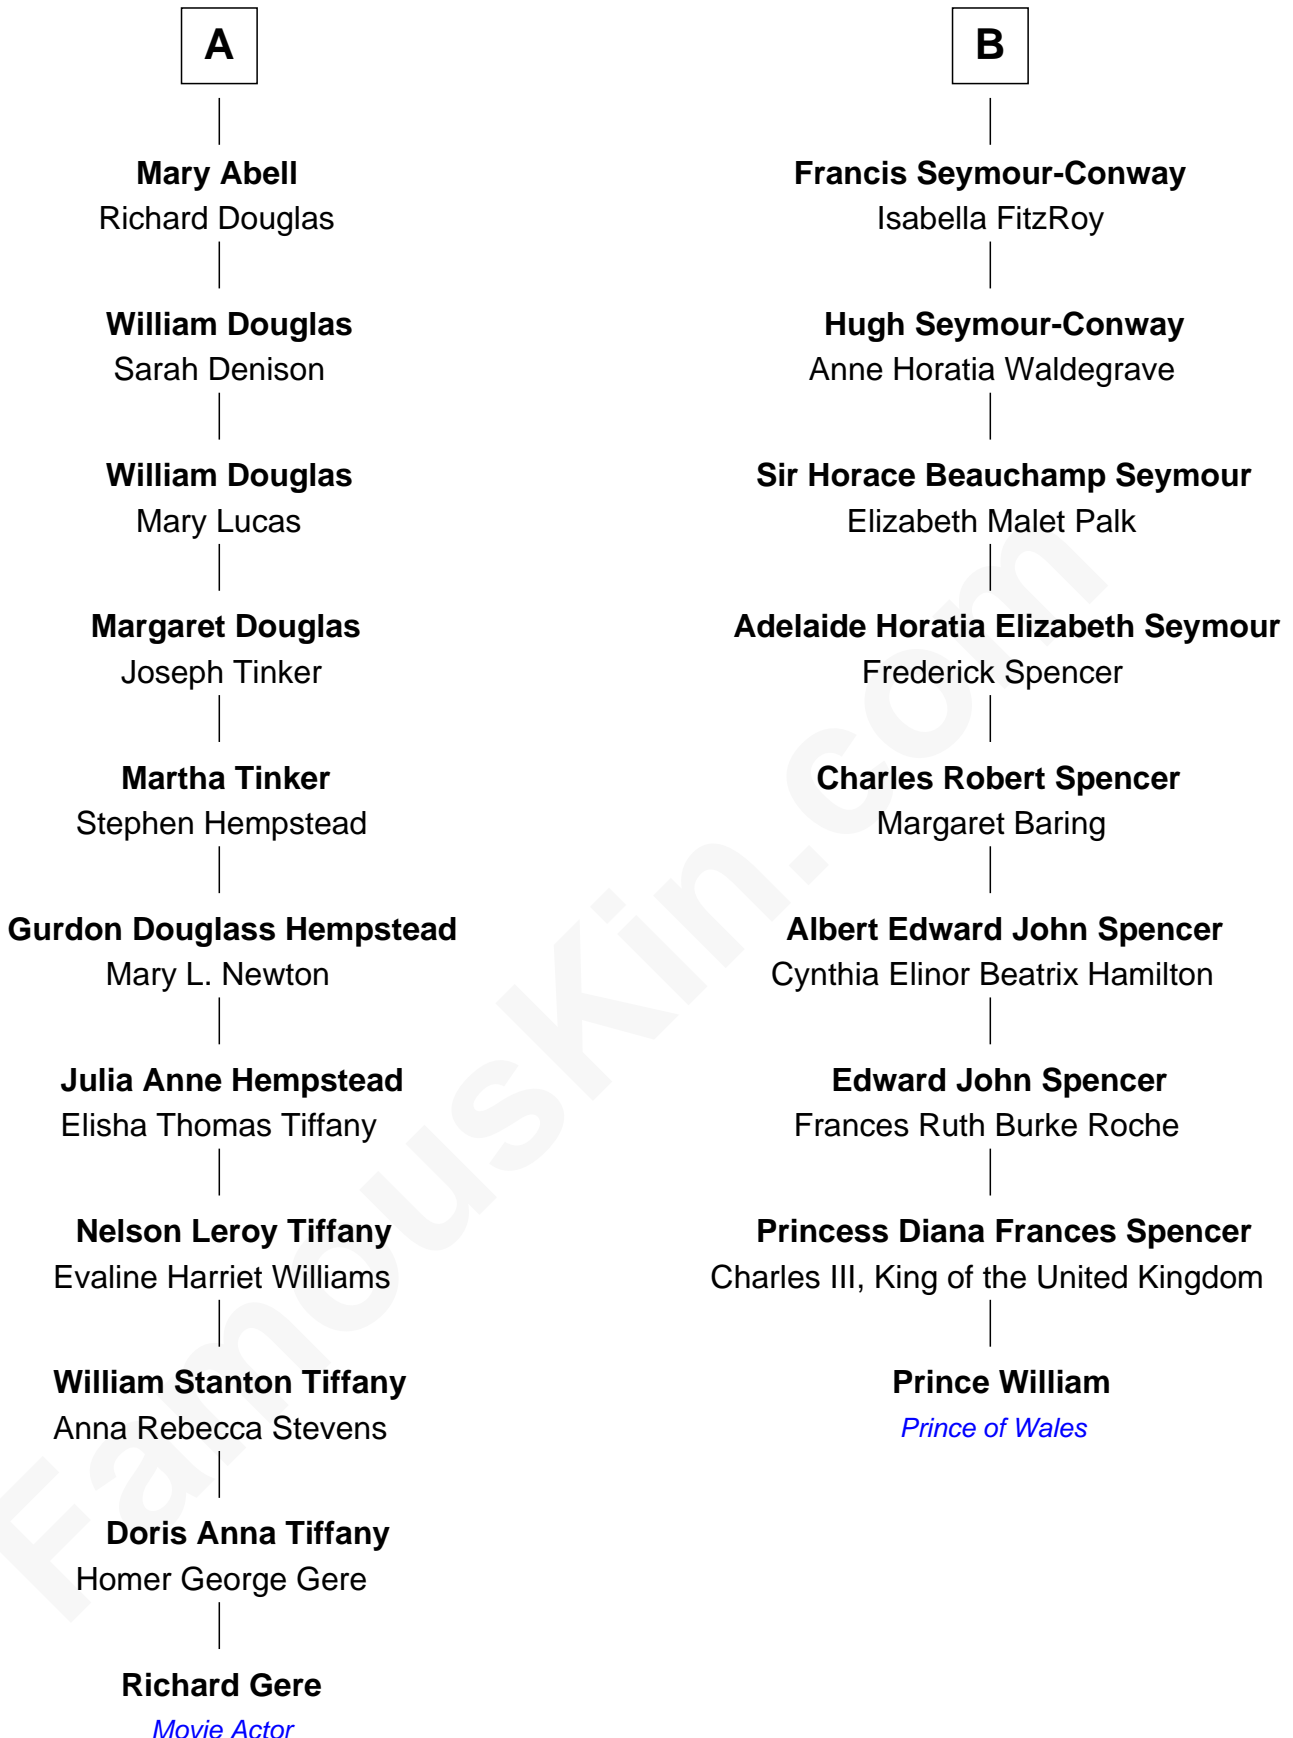 A
Mary Abell
Richard Douglas
William Douglas
Sarah Denison
William Douglas
Mary Lucas
Margaret Douglas
Joseph Tinker
Martha Tinker
Stephen Hempstead
Gurdon Douglass Hempstead
Mary L. Newton
Julia Anne Hempstead
Elisha Thomas Tiffany
Nelson Leroy Tiffany
Evaline Harriet Williams
William Stanton Tiffany
Anna Rebecca Stevens
Doris Anna Tiffany
Homer George Gere
Richard Gere
Movie Actor
B
Francis Seymour-Conway
Isabella FitzRoy
Hugh Seymour-Conway
Anne Horatia Waldegrave
Sir Horace Beauchamp Seymour
Elizabeth Malet Palk
Adelaide Horatia Elizabeth Seymour
Frederick Spencer
Charles Robert Spencer
Margaret Baring
Albert Edward John Spencer
Cynthia Elinor Beatrix Hamilton
Edward John Spencer
Frances Ruth Burke Roche
Princess Diana Frances Spencer
Charles III, King of the United Kingdom
Prince William
Prince of Wales
FamousKin.com